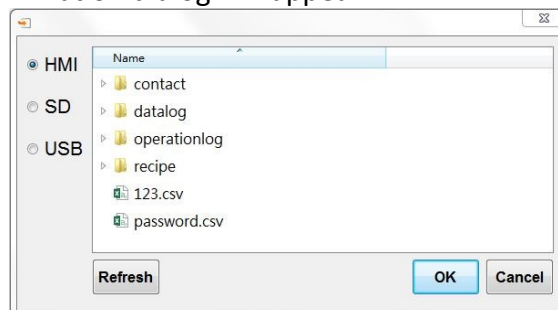 Name
HMI
contact
SD
datalog
USB
operationlog
recipe
123.csv
password.csv
Refresh
OK
Cancel